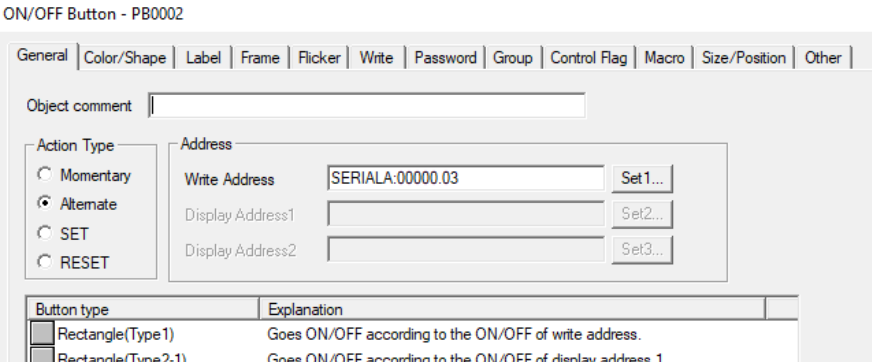 ON/OFF Button - PB0002
General Color/Shape Label Frame Flicker Write Password Group Control Flag Macro Size/Position Other
Object comment
Action Type
Momentary
Alternate
SET
RESET
Address
Write Address SERIALA:00000.03 Set1...
Display Address1 Set2...
Display Address2 Set3...
Button type Explanation
Rectangle(Type1) Goes ON/OFF according to the ON/OFF of write address.
Rectangle(Type2-1) Goes ON/OFF according to the ON/OFF of display address 1